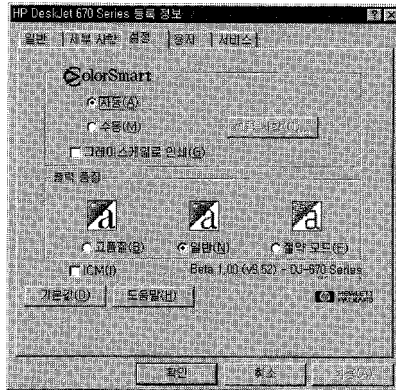 HP DeskJet 670 Series 등록 정보
일반 세부 사항 설정 용지 서비스
ColorSmart
자동(A)
수동(M)
그레이스케일로 인쇄(G)
출력 품질
a a a
고품질(B) 일반(N) 절약 모드(E)
ICM(I) Beta 1.00 (v9.52) - DJ-670 Series
기본값(D) 도움말(H) HEWLETT PACKARD
확인 취소